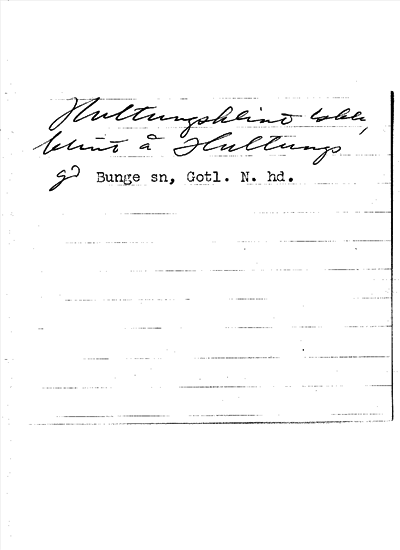 Hultungsklint
klint å Hultungs
gd Bunge sn, Gotl. N. hd.